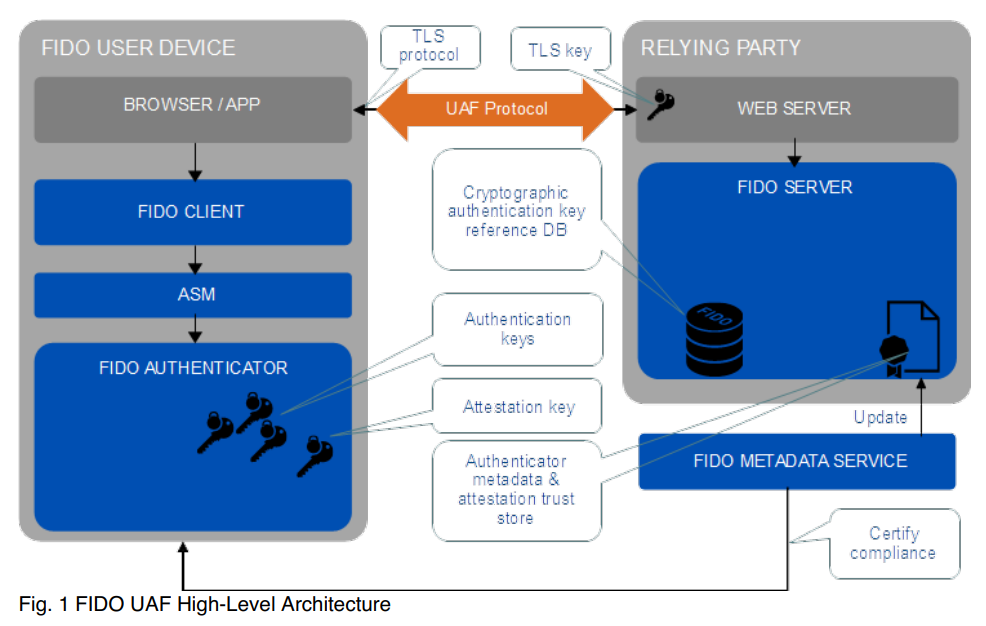 FIDO USER DEVICE
BROWSER / APP
FIDO CLIENT
ASM
FIDO AUTHENTICATOR
TLS
protocol
TLS key
UAF Protocol
Cryptographic
authentication key
reference DB
Authentication
keys
Attestation key
Authenticator
metadata &
attestation trust
store
RELYING PARTY
WEB SERVER
FIDO SERVER
FIDO
Update
FIDO METADATA SERVICE
Certify
compliance
Fig. 1 FIDO UAF High-Level Architecture